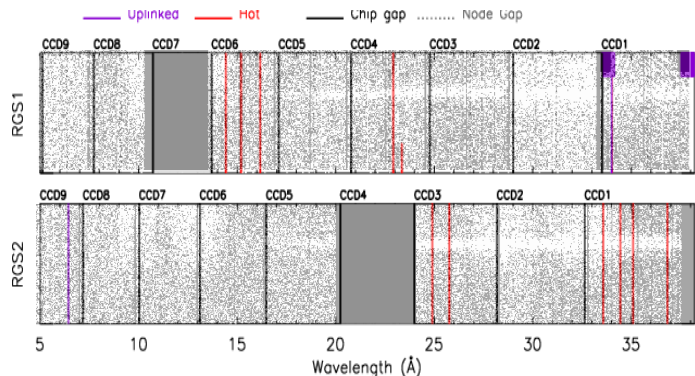 Uplinked Hot Chip gap Node Gap
CCD9 CCD8 CCD7 CCD6 CCD5 CCD4 CCD3 CCD2 CCD1
RGS1
CCD9 CCD8 CCD7 CCD6 CCD5 CCD4 CCD3 CCD2 CCD1
RGS2
5 10 15 20 25 30 35
Wavelength (Å)